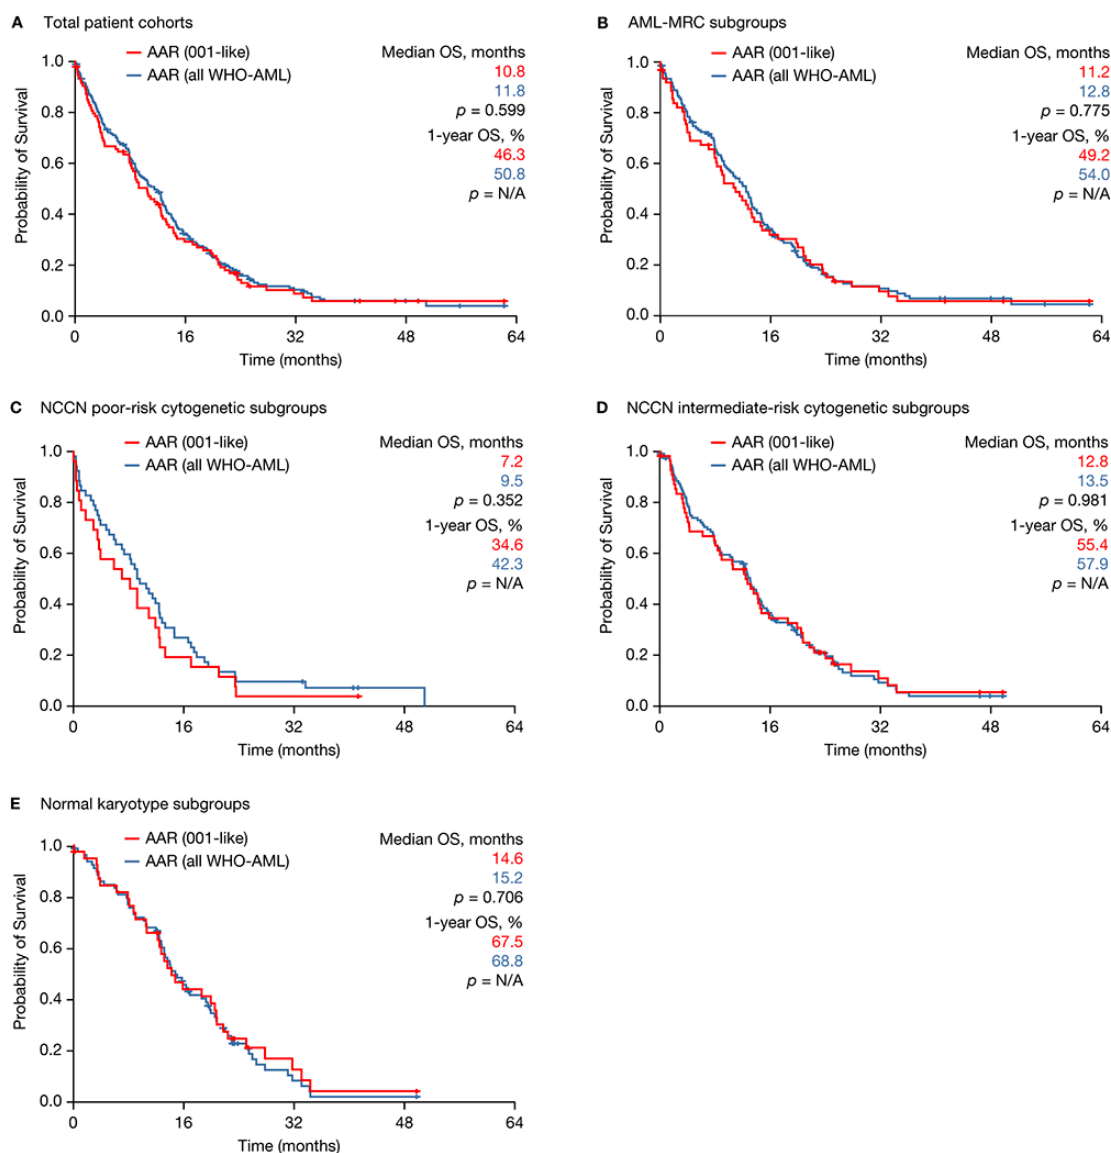 A Total patient cohorts
AAR (001-like)
AAR (all WHO-AML)
Median OS, months
10.8
11.8
p = 0.599
1-year OS, %
46.3
50.8
p = N/A
Probability of Survival
1.0
0.8
0.6
0.4
0.2
0.0
0 16 32 48 64
Time (months)
B AML-MRC subgroups
AAR (001-like)
AAR (all WHO-AML)
Median OS, months
11.2
12.8
p = 0.775
1-year OS, %
49.2
54.0
p = N/A
Probability of Survival
1.0
0.8
0.6
0.4
0.2
0.0
0 16 32 48 64
Time (months)
C NCCN poor-risk cytogenetic subgroups
AAR (001-like)
AAR (all WHO-AML)
Median OS, months
7.2
9.5
p = 0.352
1-year OS, %
34.6
42.3
p = N/A
Probability of Survival
1.0
0.8
0.6
0.4
0.2
0.0
0 16 32 48 64
Time (months)
D NCCN intermediate-risk cytogenetic subgroups
AAR (001-like)
AAR (all WHO-AML)
Median OS, months
12.8
13.5
p = 0.981
1-year OS, %
55.4
57.9
p = N/A
Probability of Survival
1.0
0.8
0.6
0.4
0.2
0.0
0 16 32 48 64
Time (months)
E Normal karyotype subgroups
AAR (001-like)
AAR (all WHO-AML)
Median OS, months
14.6
15.2
p = 0.706
1-year OS, %
67.5
68.8
p = N/A
Probability of Survival
1.0
0.8
0.6
0.4
0.2
0.0
0 16 32 48 64
Time (months)